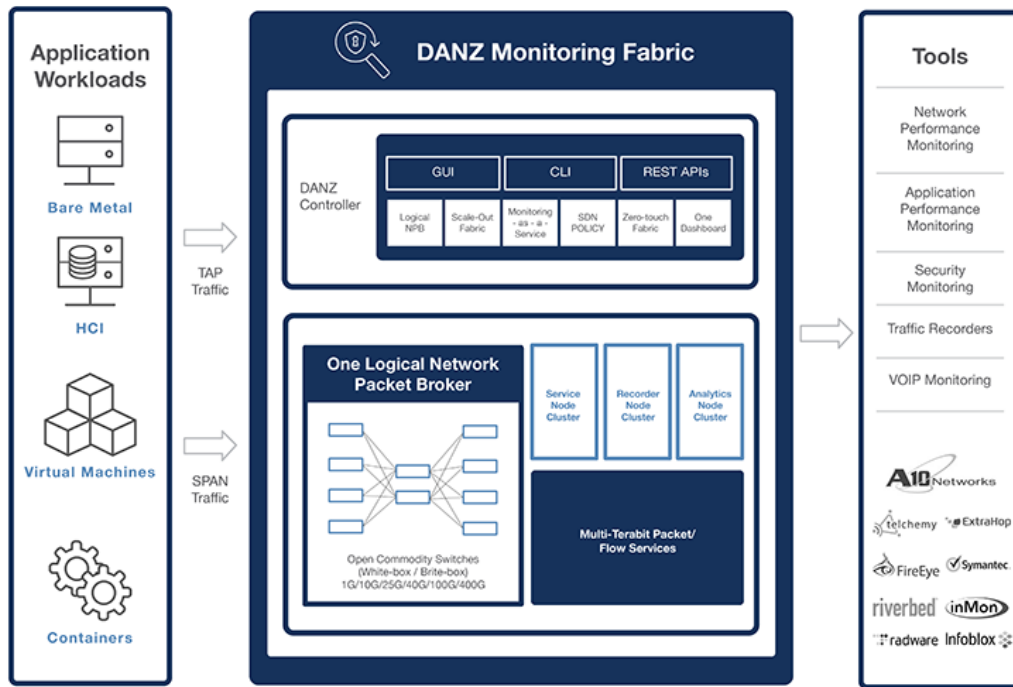 Application
Workloads
Bare Metal
HCI
Virtual Machines
Containers
TAP
Traffic
SPAN
Traffic
DANZ Monitoring Fabric
DANZ
Controller
GUI
CLI
REST APIs
Logical
NPB
Scale-Out
Fabric
Monitoring
- as - a -
Service
SDN
POLICY
Zero-touch
Fabric
One
Dashboard
One Logical Network
Packet Broker
Open Commodity Switches
(White-box / Brite-box)
1G/10G/25G/40G/100G/400G
Service
Node
Cluster
Recorder
Node
Cluster
Analytics
Node
Cluster
Multi-Terabit Packet/
Flow Services
Tools
Network
Performance
Monitoring
Application
Performance
Monitoring
Security
Monitoring
Traffic Recorders
VOIP Monitoring
A10 Networks
telchemy
ExtraHop
FireEye
Symantec.
riverbed
inMon
radware
Infoblox